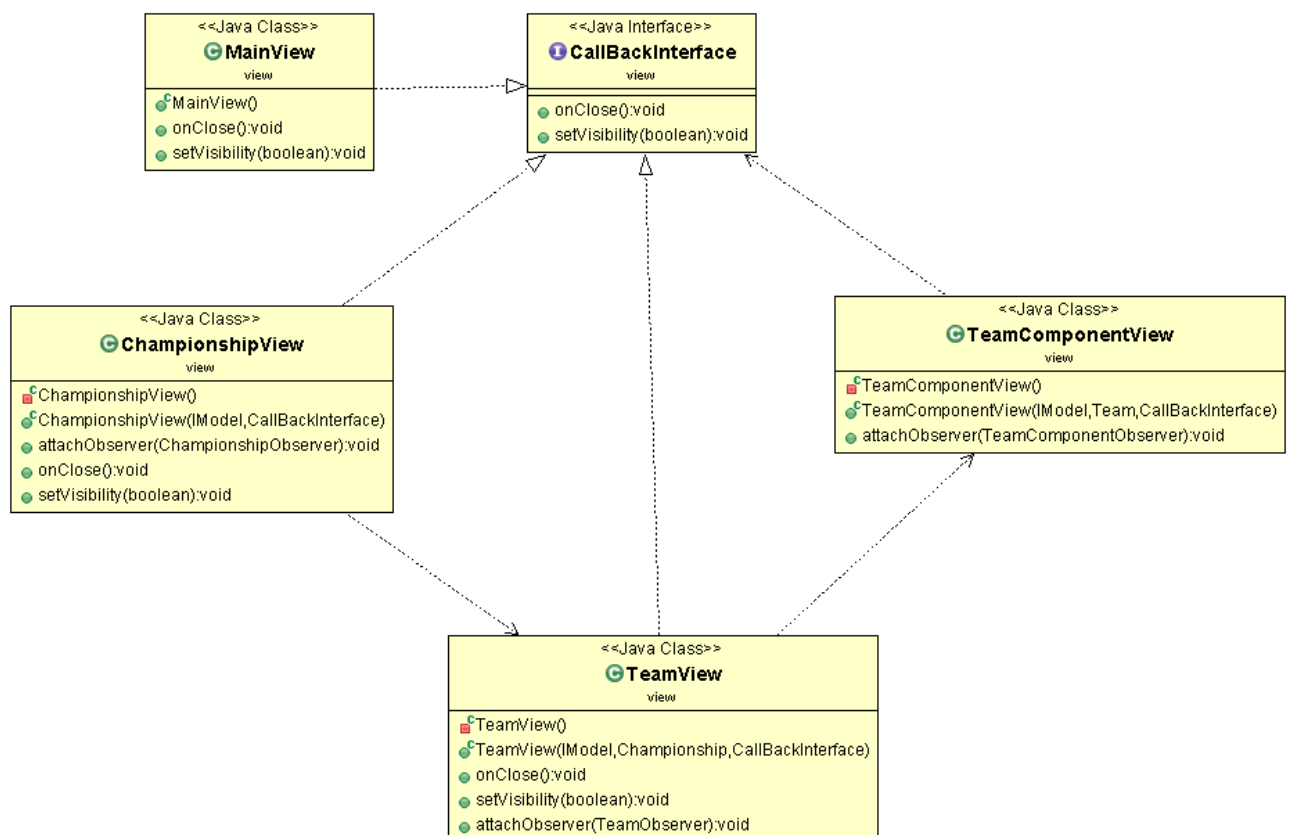 <<Java Class>>
MainView
view
MainView()
onClose():void
setVisibility(boolean):void
<<Java Interface>>
CallBackInterface
view
onClose():void
setVisibility(boolean):void
<<Java Class>>
ChampionshipView
view
ChampionshipView()
ChampionshipView(IModel,CallBackInterface)
attachObserver(ChampionshipObserver):void
onClose():void
setVisibility(boolean):void
<<Java Class>>
TeamComponentView
view
TeamComponentView()
TeamComponentView(IModel,Team,CallBackInterface)
attachObserver(TeamComponentObserver):void
<<Java Class>>
TeamView
view
TeamView()
TeamView(IModel,Championship,CallBackInterface)
onClose():void
setVisibility(boolean):void
attachObserver(TeamObserver):void